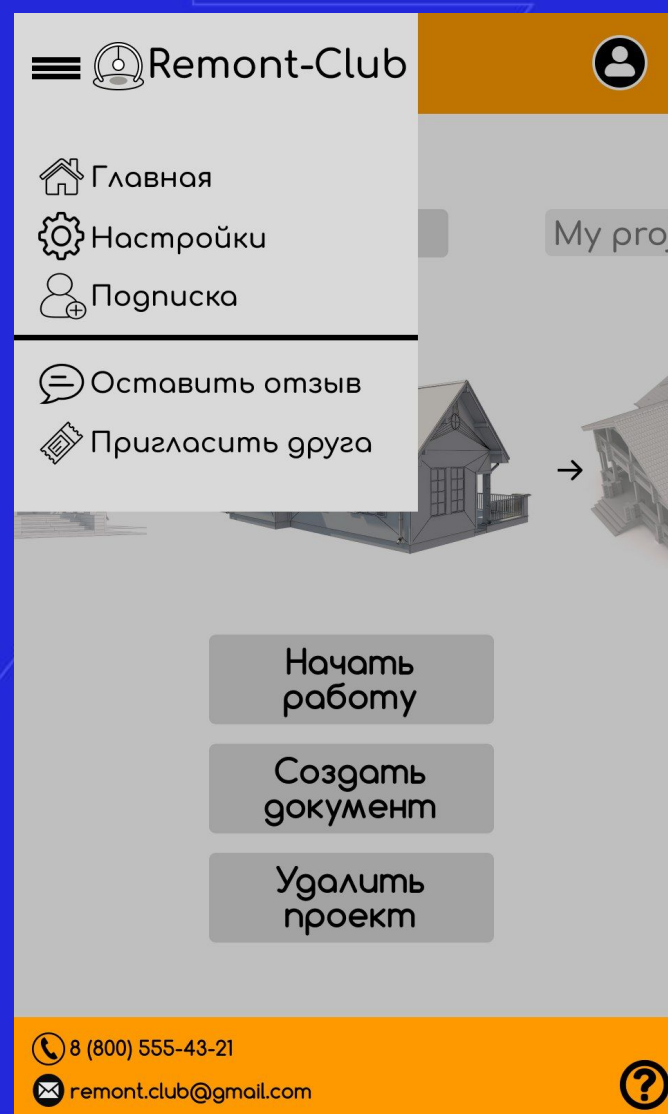 Remont-Club
Главная
Настройки
Подписка
Оставить отзыв
Пригласить друга
My proj
Начать
работу
Создать
документ
Удалить
проект
8 (800) 555-43-21
remont.club@gmail.com
?